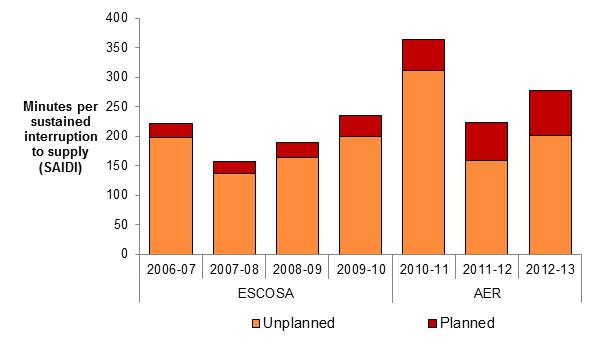 400
350
300
250
200
150
100
50
0
Minutes per
sustained
interruption
to supply
(SAIDI)
2006-07 2007-08 2008-09 2009-10 2010-11 2011-12 2012-13
ESCOSA AER
Unplanned Planned